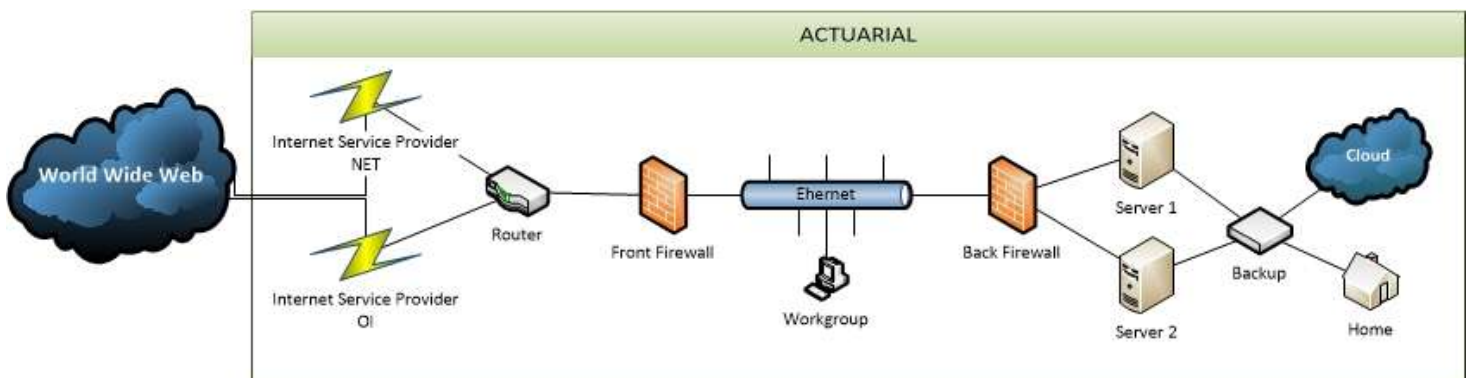 ACTUARIAL
World Wide Web
Internet Service Provider
NET
Internet Service Provider
OI
Router
Front Firewall
Ehernet
Workgroup
Back Firewall
Server 1
Server 2
Backup
Cloud
Home